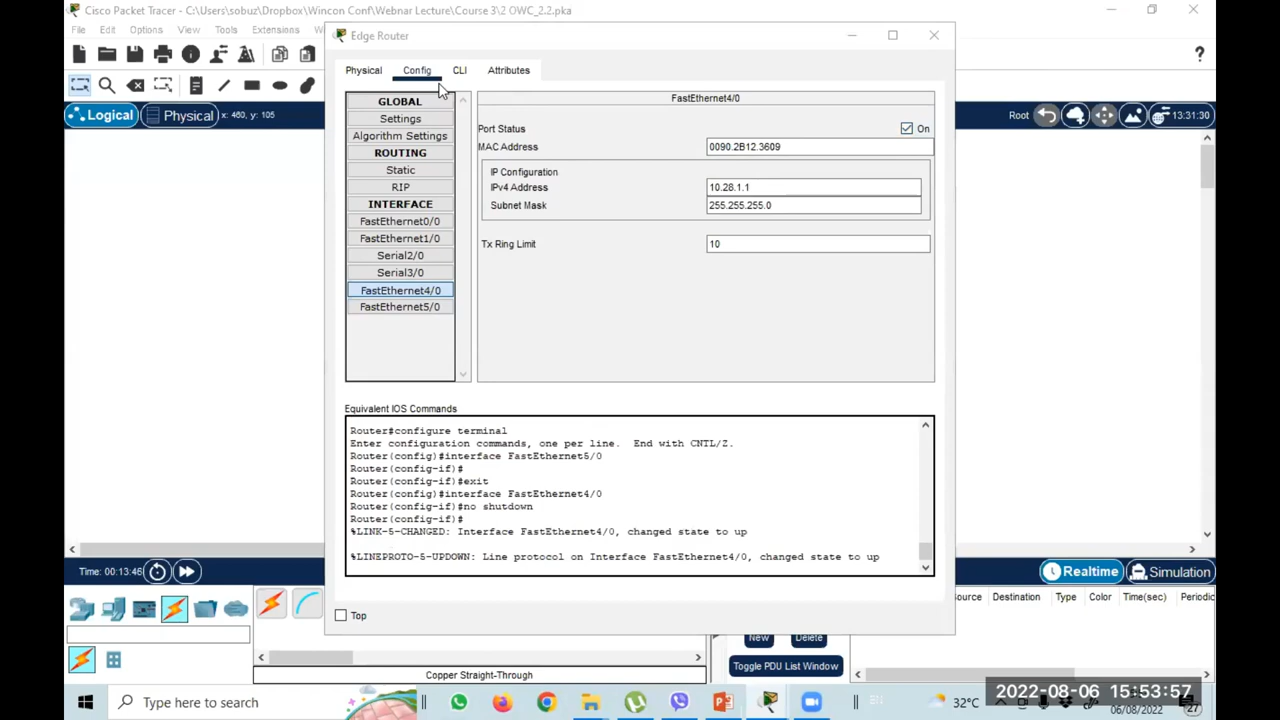 Cisco Packet Tracer - C:\Users\sobuz\Dropbox\Wincon Conf\Webnar Lecture\Course 3\2 OWC_2.2.pka
File Edit Options View Tools Extensions
Edge Router
Physical Config CLI Attributes
Logical Physical x: 460, y: 105
Root 13:31:30
GLOBAL
Settings
Algorithm Settings
ROUTING
Static
RIP
INTERFACE
FastEthernet0/0
FastEthernet1/0
Serial2/0
Serial3/0
FastEthernet4/0
FastEthernet5/0
FastEthernet4/0
Port Status On
MAC Address 0090.2B12.3609
IP Configuration
IPv4 Address 10.28.1.1
Subnet Mask 255.255.255.0
Tx Ring Limit 10
Equivalent IOS Commands
Router#configure terminal
Enter configuration commands, one per line. End with CNTL/Z.
Router(config)#interface FastEthernet5/0
Router(config-if)#
Router(config-if)#exit
Router(config)#interface FastEthernet4/0
Router(config-if)#no shutdown
Router(config-if)#
%LINK-5-CHANGED: Interface FastEthernet4/0, changed state to up
%LINEPROTO-5-UPDOWN: Line protocol on Interface FastEthernet4/0, changed state to up
Top
Time: 00:13:46
Realtime Simulation
Source Destination Type Color Time(sec) Periodic
New Delete
Toggle PDU List Window
Copper Straight-Through
Type here to search
EN
32°C
2022-08-06 15:53:57
06/08/2022
27